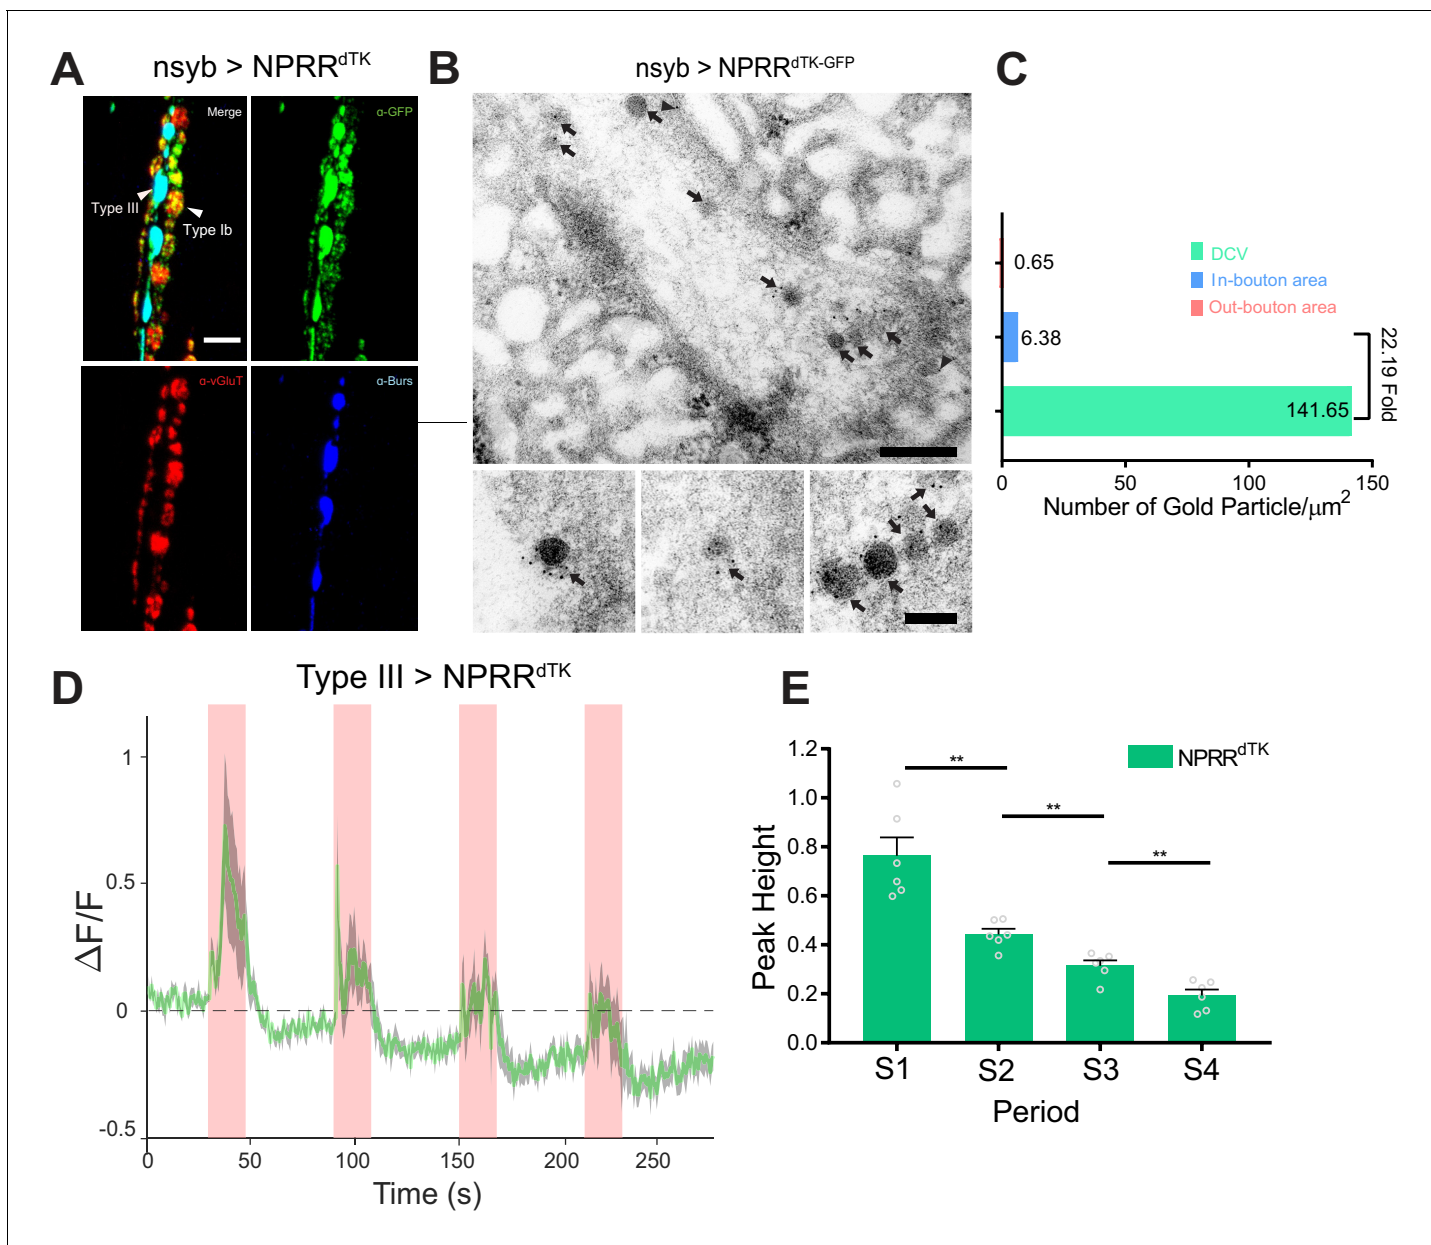 A
nsyb > NPRR^dTK
Merge
α-GFP
Type III
Type Ib
α-vGluT
α-Burs
B
nsyb > NPRR^dTK-GFP
C
0.65
6.38
141.65
DCV
In-bouton area
Out-bouton area
22.19 Fold
0 50 100 150
Number of Gold Particle/μm²
D
Type III > NPRR^dTK
1
0.5
0
-0.5
ΔF/F
0 50 100 150 200 250
Time (s)
E
NPRR^dTK
** ** **
1.2
1.0
0.8
0.6
0.4
0.2
0.0
Peak Height
S1 S2 S3 S4
Period